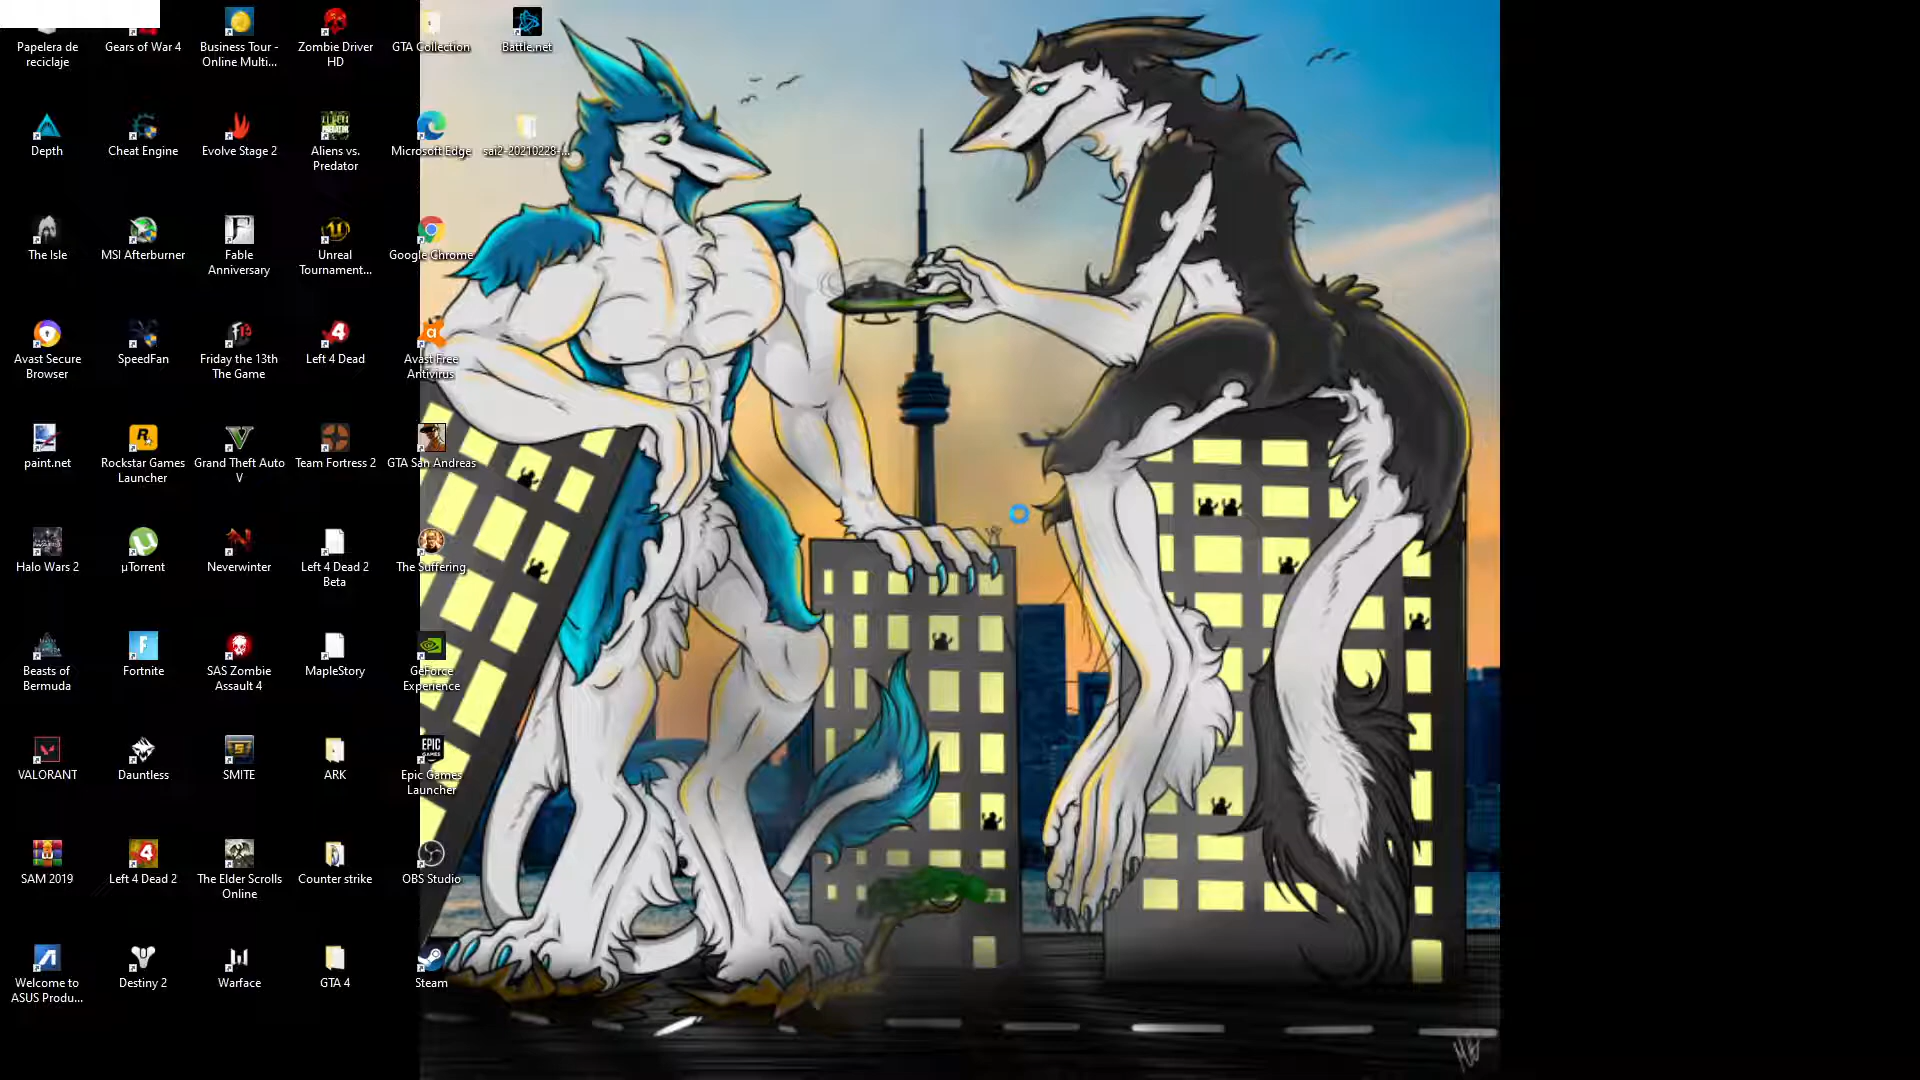 Papelera de
reciclaje
Gears of War 4
Business Tour -
Online Multi...
Zombie Driver
HD
GTA Collection
Battle.net
Depth
Cheat Engine
Evolve Stage 2
Aliens vs.
Predator
Microsoft Edge
sai2-20210228-...
The Isle
MSI Afterburner
Fable
Anniversary
Unreal
Tournament...
Google Chrome
Avast Secure
Browser
SpeedFan
Friday the 13th
The Game
Left 4 Dead
Avast Free
Antivirus
paint.net
Rockstar Games
Launcher
Grand Theft Auto
V
Team Fortress 2
GTA San Andreas
Halo Wars 2
µTorrent
Neverwinter
Left 4 Dead 2
Beta
The Suffering
Beasts of
Bermuda
Fortnite
SAS Zombie
Assault 4
MapleStory
GeForce
Experience
VALORANT
Dauntless
SMITE
ARK
Epic Games
Launcher
SAM 2019
Left 4 Dead 2
The Elder Scrolls
Online
Counter strike
OBS Studio
Welcome to
ASUS Produ...
Destiny 2
Warface
GTA 4
Steam